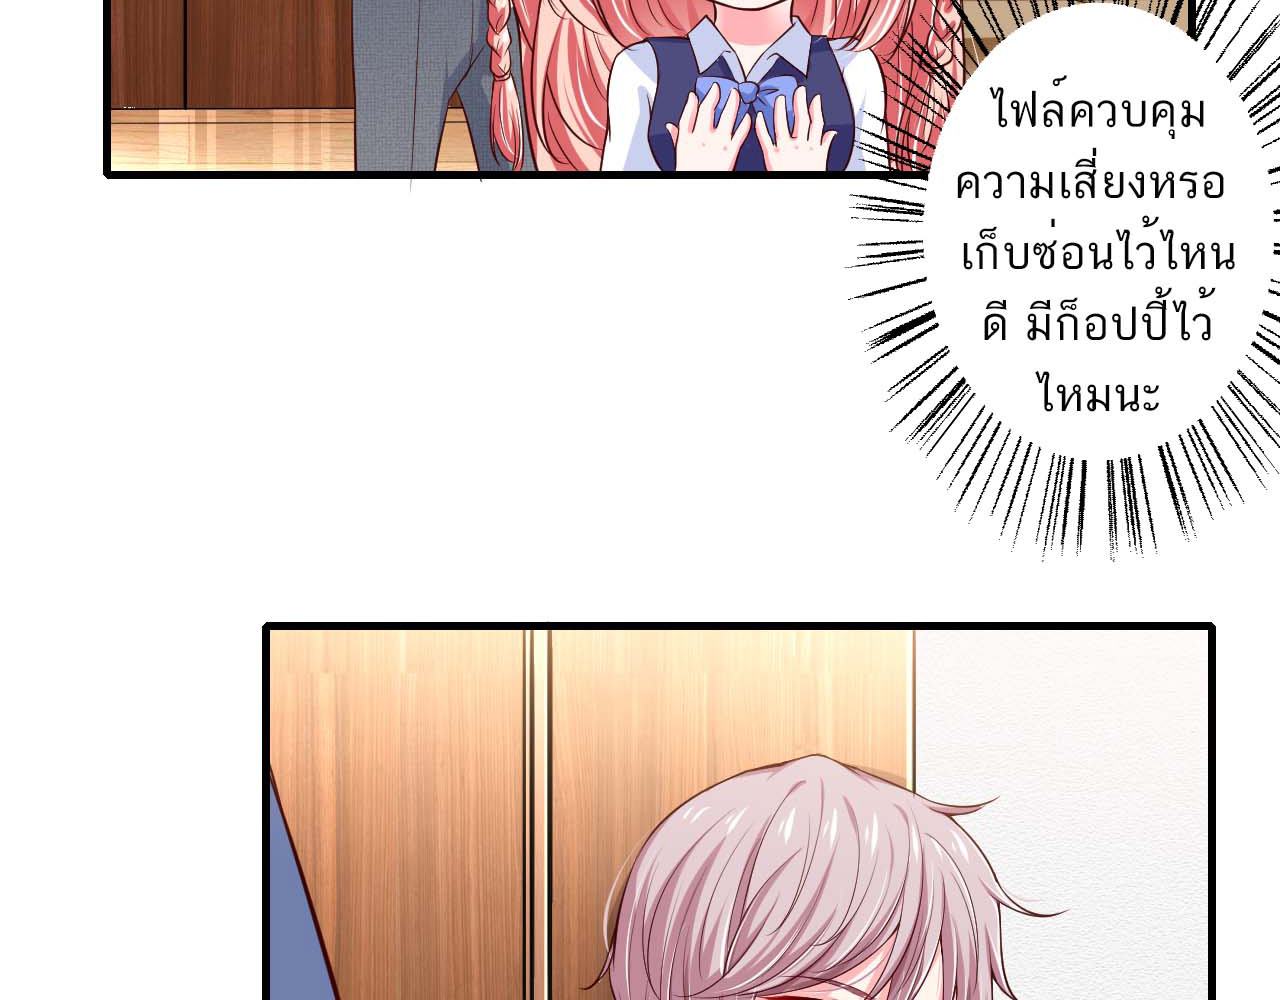 ไฟล์ควบคุม
ความเสี่ยงหรอ
เก็บซ่อนไว้ไหน
ดี มีก็อปปี้ไว้
ไหมนะ